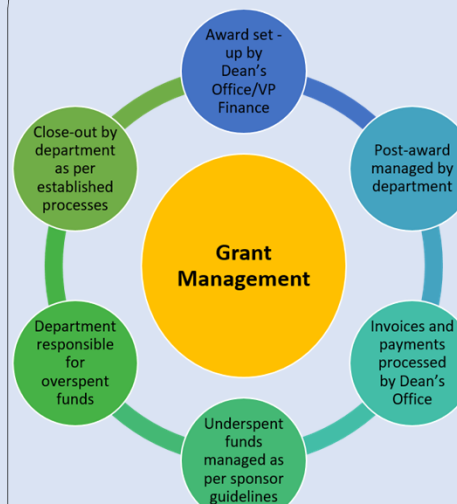 Award set -
up by
Dean's
Office/VP
Finance
Post-award
managed by
department
Invoices and
payments
processed
by Dean's
Office
Underspent
funds
managed as
per sponsor
guidelines
Department
responsible
for
overspent
funds
Close-out by
department
as per
established
processes
Grant
Management